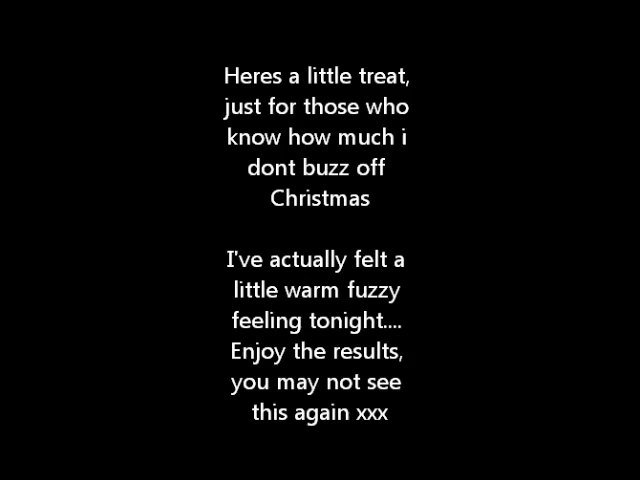 Heres a little treat,
just for those who
know how much i
dont buzz off
Christmas
I've actually felt a
little warm fuzzy
feeling tonight....
Enjoy the results,
you may not see
this again xxx